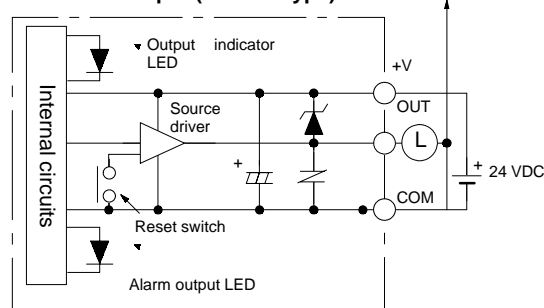 Output indicator
LED
+V
OUT
Source
driver
Internal circuits
L
+
+
24 VDC
COM
Reset switch
Alarm output LED